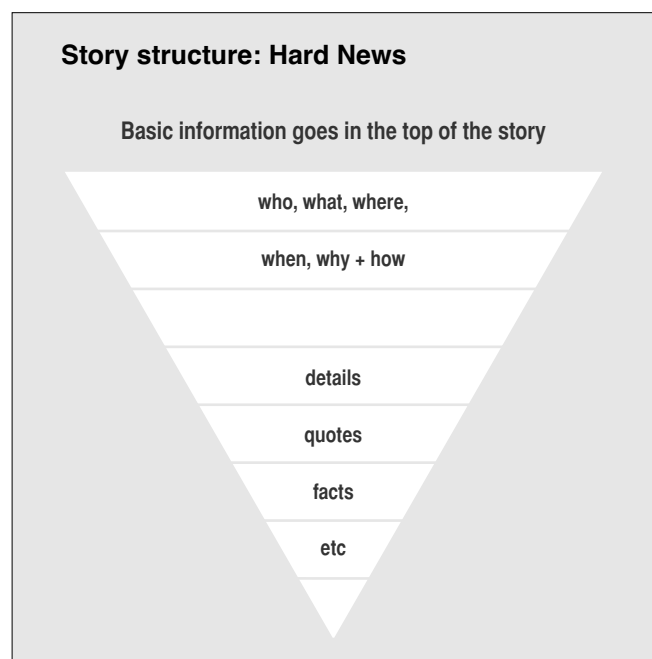 Story structure: Hard News
Basic information goes in the top of the story
who, what, where,
when, why + how
details
quotes
facts
etc